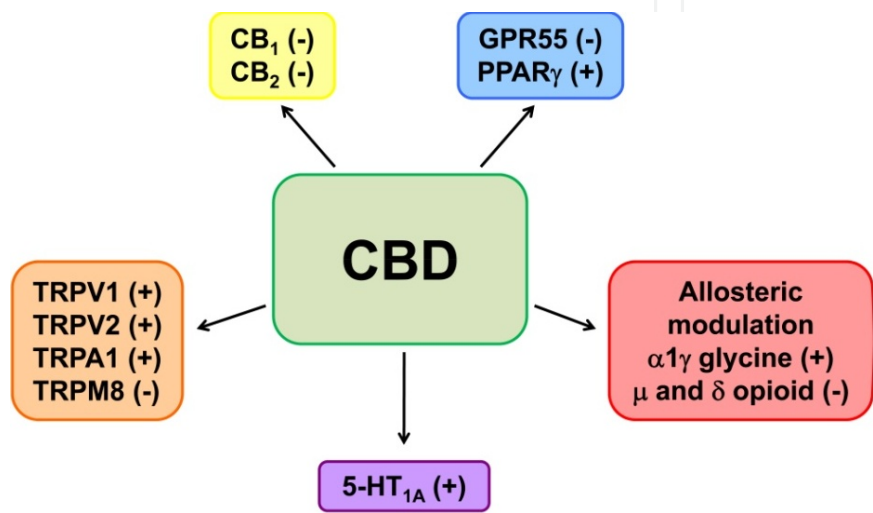 CB₁ (-)
CB₂ (-)
GPR55 (-)
PPARγ (+)
CBD
TRPV1 (+)
TRPV2 (+)
TRPA1 (+)
TRPM8 (-)
Allosteric
modulation
α1γ glycine (+)
μ and δ opioid (-)
5-HT₁ₐ (+)